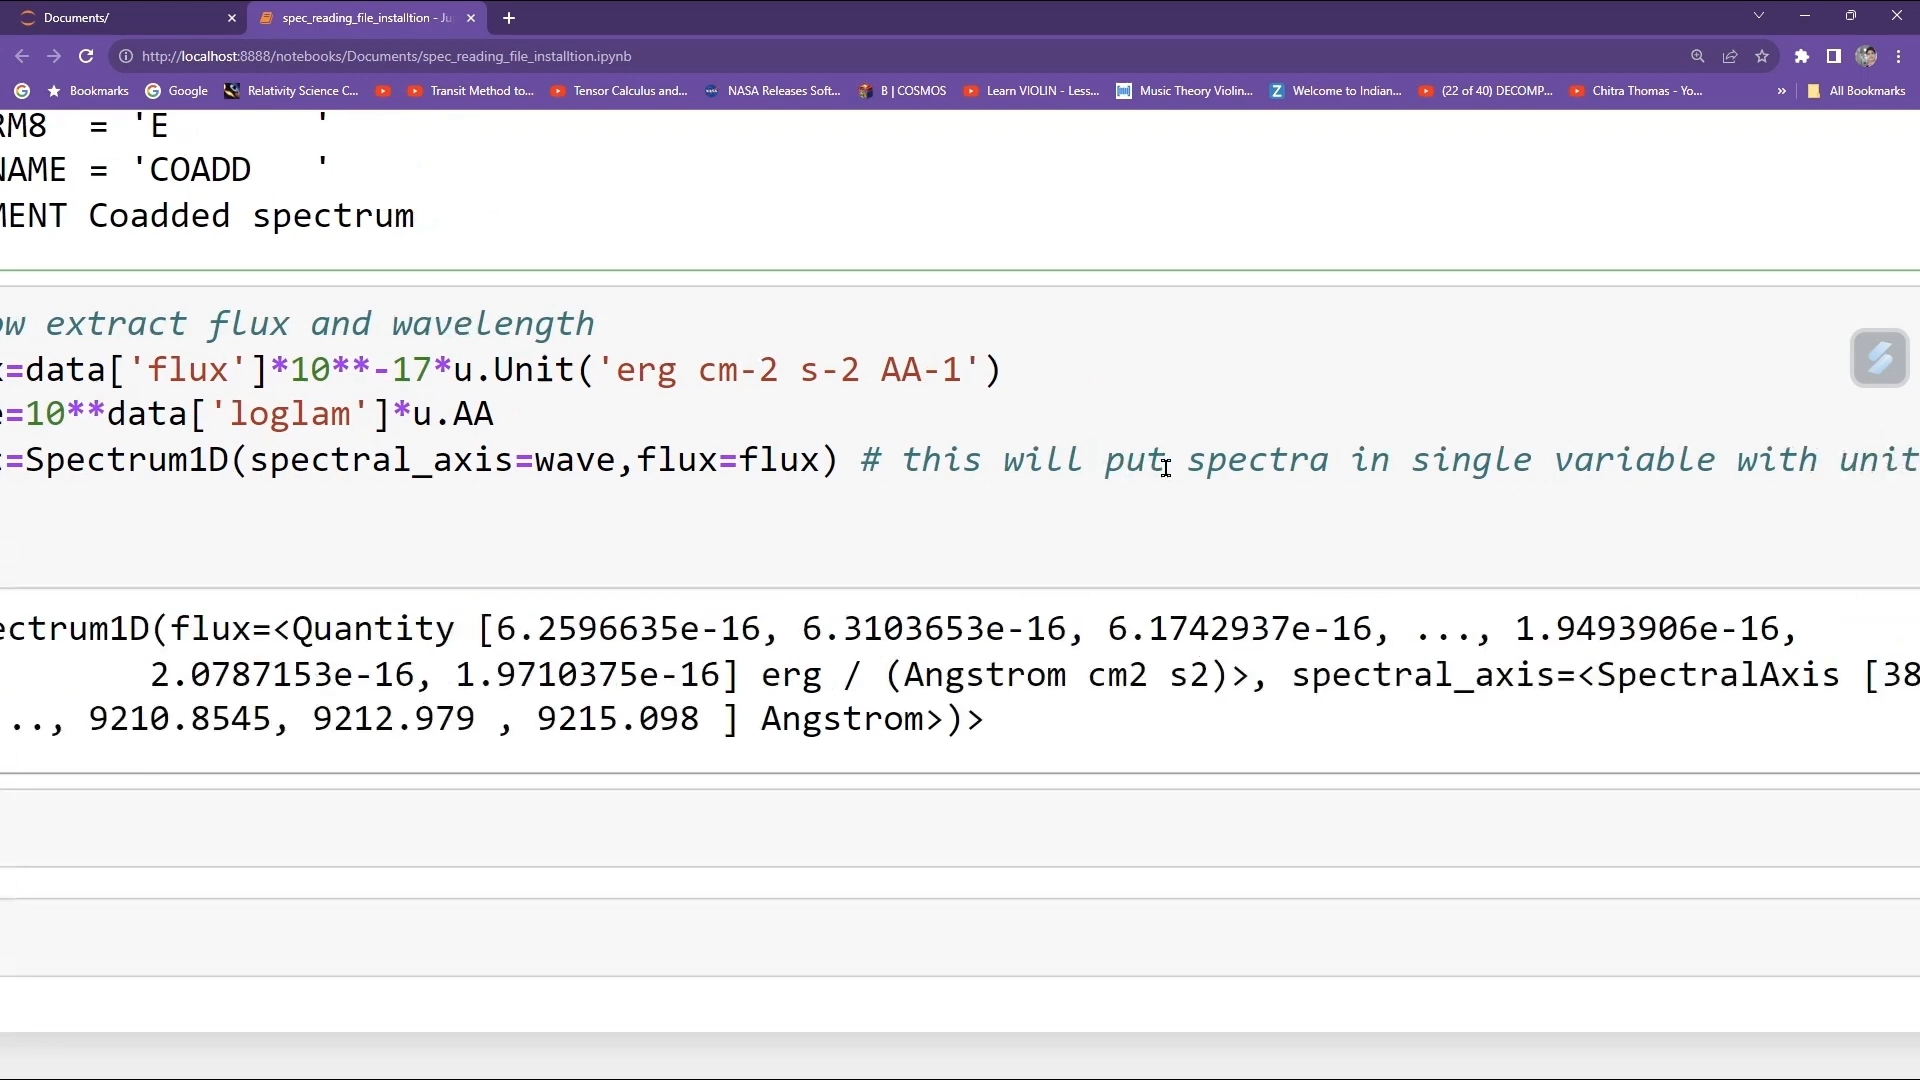 Documents/
spec_reading_file_installtion - Ju
http://localhost:8888/notebooks/Documents/spec_reading_file_installtion.ipynb
Bookmarks Google Relativity Science C... Transit Method to... Tensor Calculus and... NASA Releases Soft... B | COSMOS Learn VIOLIN - Less... Music Theory Violin... Welcome to Indian... (22 of 40) DECOMP... Chitra Thomas - Yo... » All Bookmarks
RM8 = 'E '
NAME = 'COADD '
MENT Coadded spectrum
ow extract flux and wavelength
x=data['flux']*10**-17*u.Unit('erg cm-2 s-2 AA-1')
e=10**data['loglam']*u.AA
c=Spectrum1D(spectral_axis=wave,flux=flux) # this will put spectra in single variable with unit
ectrum1D(flux=<Quantity [6.2596635e-16, 6.3103653e-16, 6.1742937e-16, ..., 1.9493906e-16,
2.0787153e-16, 1.9710375e-16] erg / (Angstrom cm2 s2)>, spectral_axis=<SpectralAxis [38
.., 9210.8545, 9212.979 , 9215.098 ] Angstrom>)>